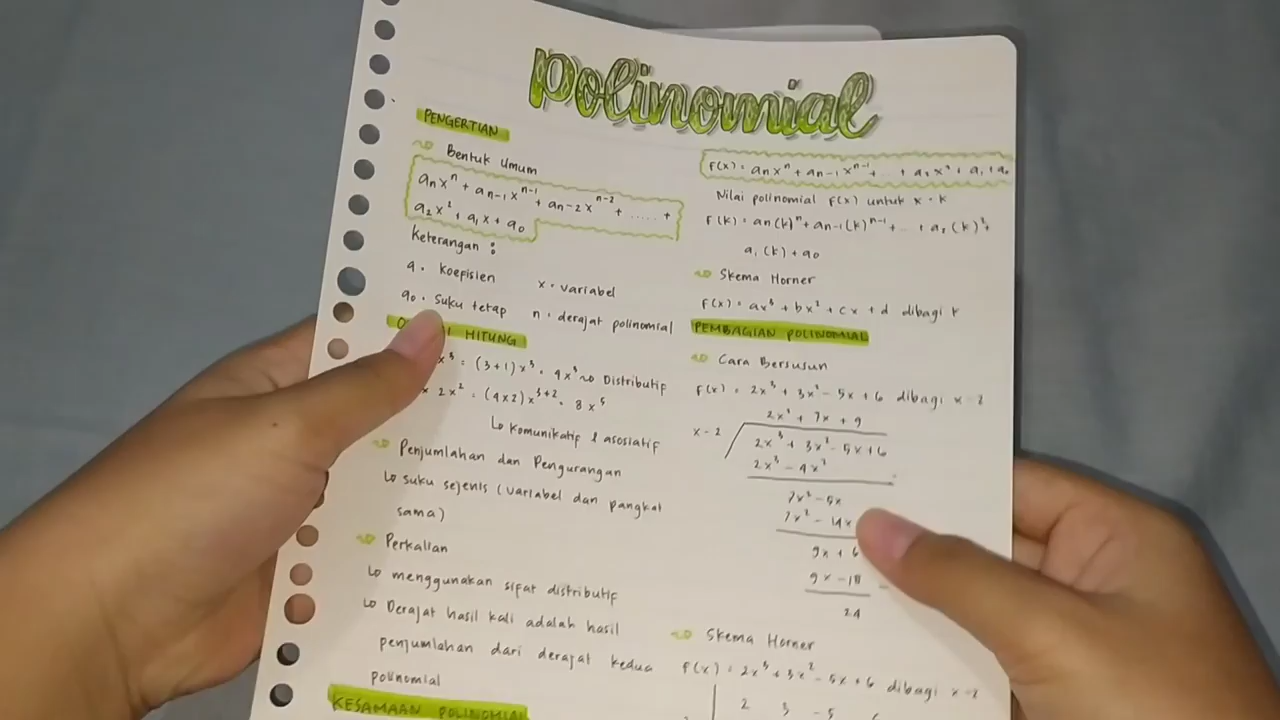 polinomial
PENGERTIAN
Bentuk Umum
aₙxⁿ + aₙ₋₁xⁿ⁻¹ + aₙ₋₂xⁿ⁻² + ..... +
a₂x² + a₁x + a₀
Keterangan :
a = koefisien x = variabel
a₀ = suku tetap n = derajat polinomial
HITUNG
x³ = (3+1)x³ = 4x³ ~> Distributif
× 2x² = (4x2)x³⁺² = 8x⁵
↳ komunikatif & asosiatif
Penjumlahan dan Pengurangan
↳ suku sejenis (variabel dan pangkat
sama)
Perkalian
↳ menggunakan sifat distributif
↳ Derajat hasil kali adalah hasil
penjumlahan dari derajat kedua
polinomial
KESAMAAN POLINOMIAL
F(x) = aₙxⁿ + aₙ₋₁xⁿ⁻¹ + .. + a₂x² + a₁ + a₀
Nilai polinomial F(x) untuk x = k
F(k) = an(k)ⁿ + an-1(k)ⁿ⁻¹ + .. + a₂(k)² +
a₁(k) + a₀
Skema Horner
F(x) = ax³ + bx² + cx + d dibagi k
PEMBAGIAN POLINOMIAL
Cara Bersusun
F(x) = 2x³ + 3x² - 5x + 6 dibagi x-2
2x² + 7x + 9
x-2 2x³ + 3x² - 5x + 6
2x³ - 4x²
7x² - 5x
7x² - 14x
9x + 6
9x - 18
24
Skema Horner
F(x) = 2x³ + 3x² - 5x + 6 dibagi x-2
2 3 -5 6